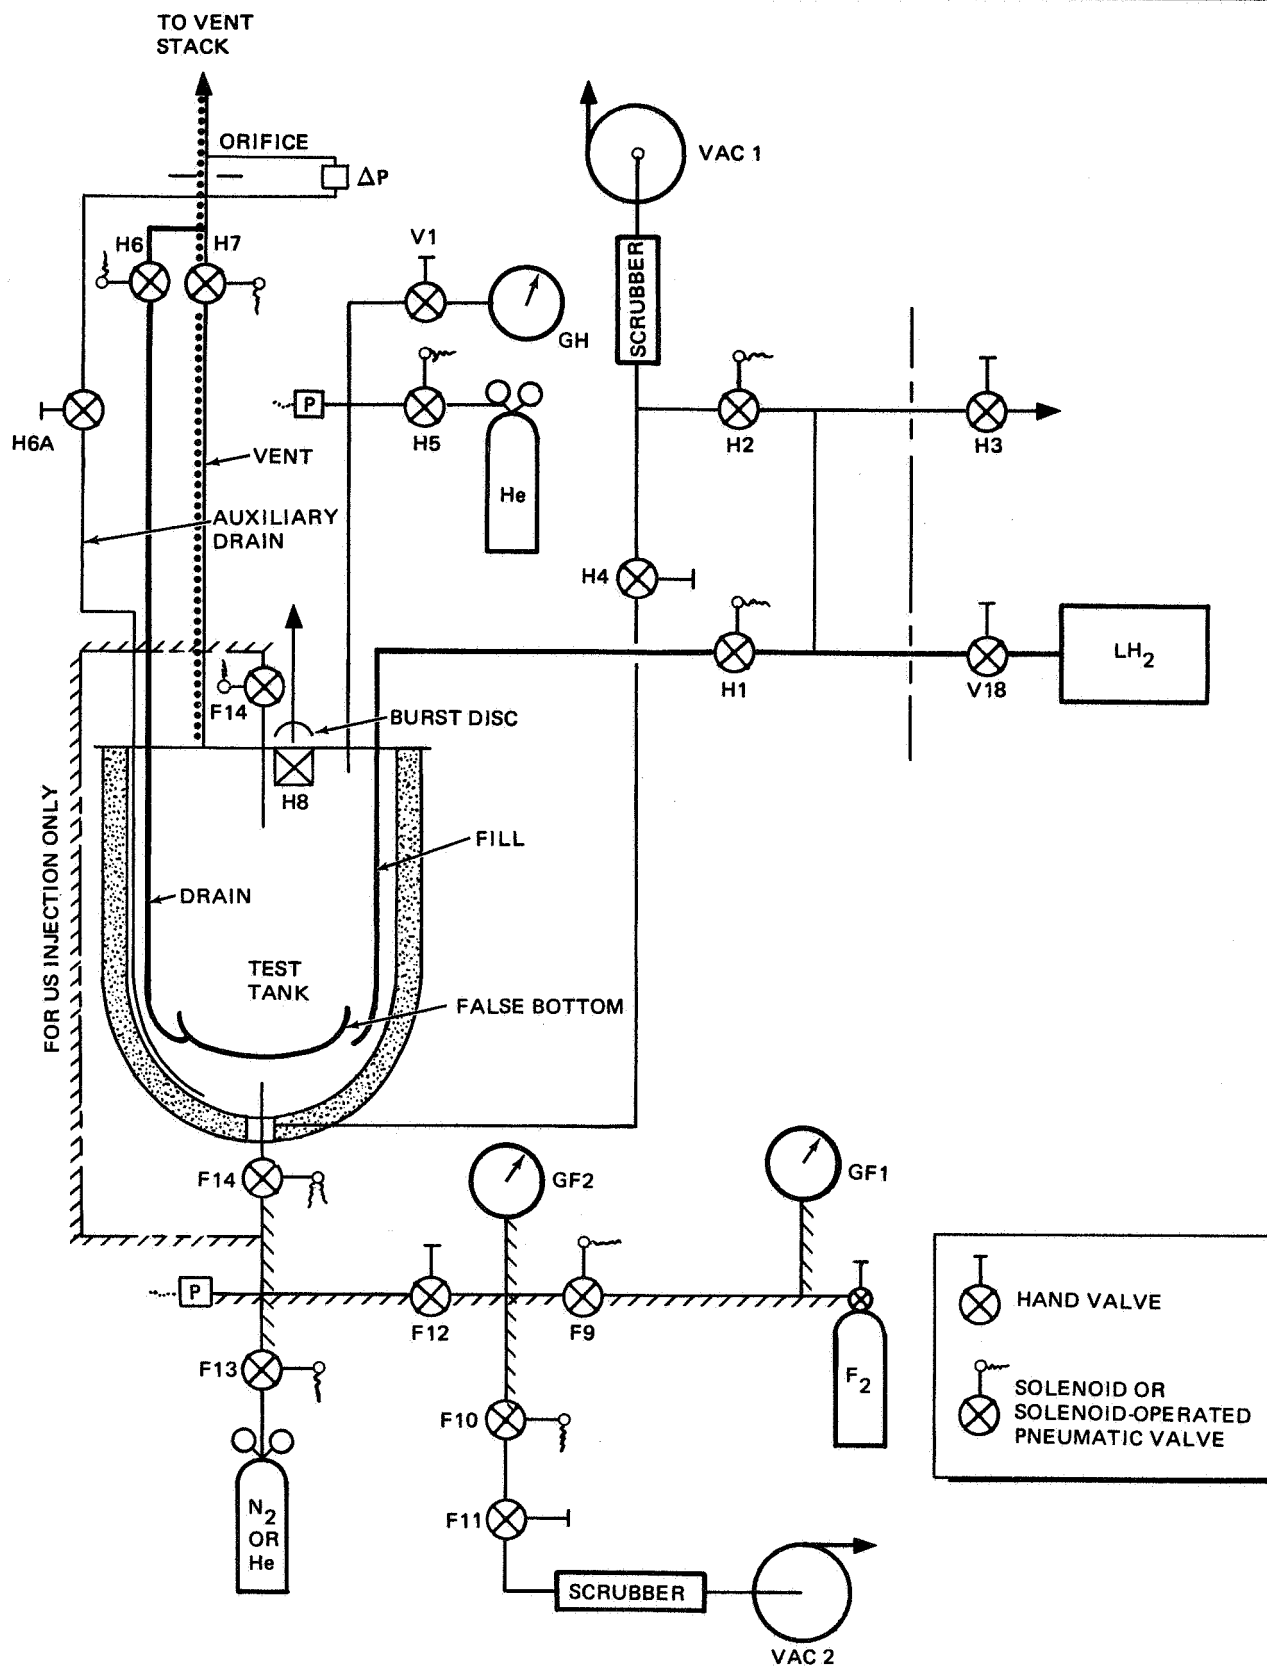 TO VENT
STACK
ORIFICE
ΔP
VAC 1
H6
H7
V1
SCRUBBER
GH
P
H5
H2
H3
H6A
VENT
He
AUXILIARY
DRAIN
H4
LH2
H1
V18
F14
BURST DISC
H8
FOR US INJECTION ONLY
FILL
DRAIN
TEST
TANK
FALSE BOTTOM
F14
GF2
GF1
P
HAND VALVE
F12
F9
F13
F2
SOLENOID OR
SOLENOID-OPERATED
PNEUMATIC VALVE
F10
N2
OR
He
F11
SCRUBBER
VAC 2